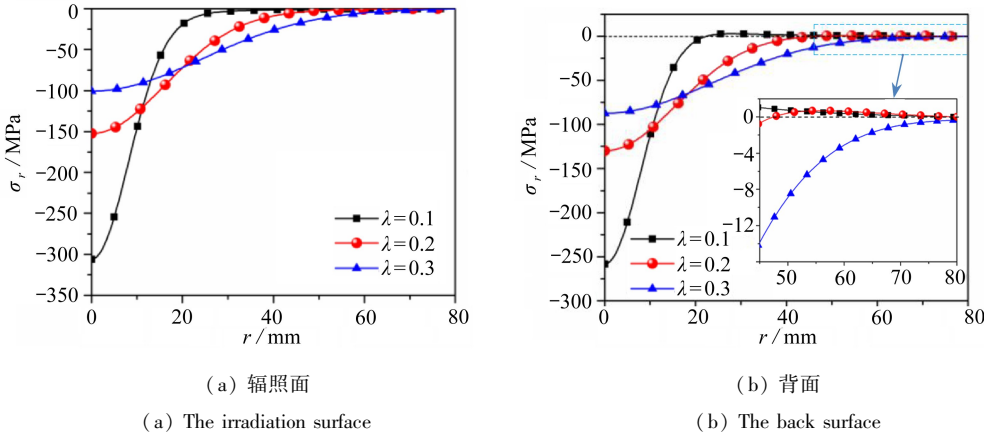 0
−50
−100
−150
−200
−250
−300
−350
σr / MPa
0
20
40
60
80
r / mm
λ=0.1
λ=0.2
λ=0.3
0
−50
−100
−150
−200
−250
−300
σr / MPa
0
20
40
60
80
r / mm
λ=0.1
λ=0.2
λ=0.3
0
−4
−8
−12
50
60
70
80
(a) 辐照面
(b) 背面
(a) The irradiation surface
(b) The back surface